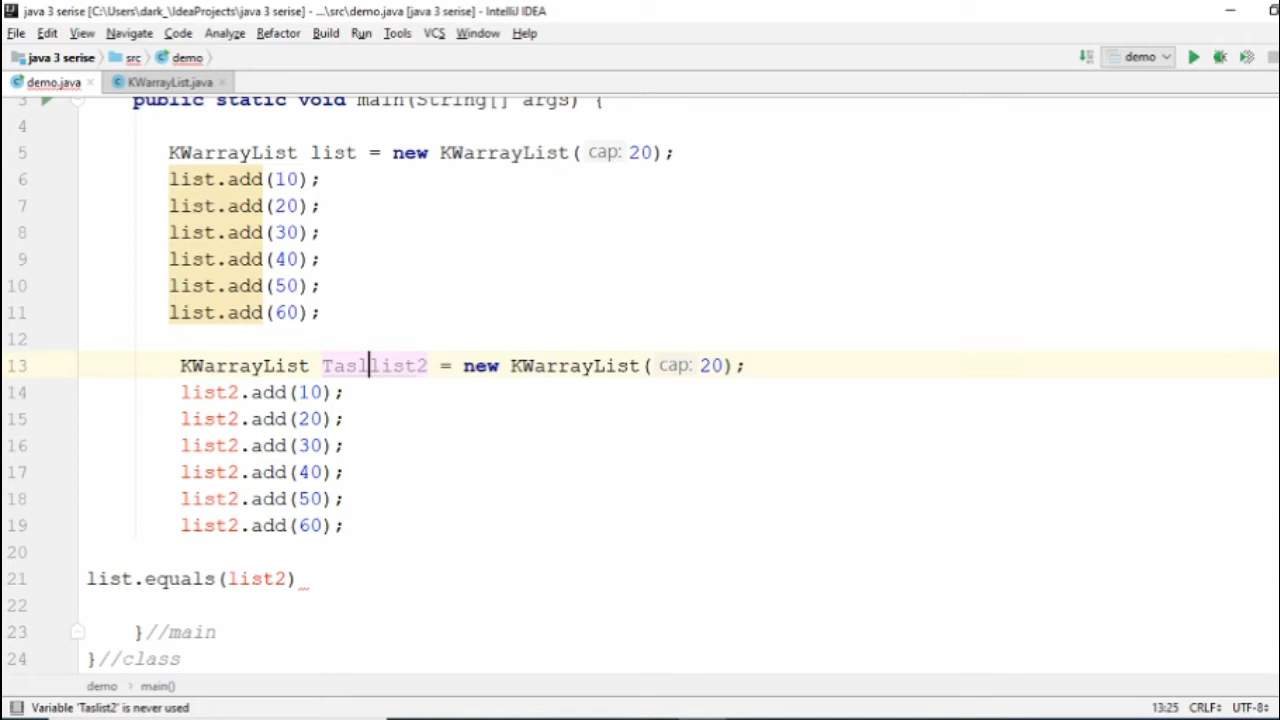 java 3 serise [C:\Users\dark_\IdeaProjects\java 3 serise] - ...\src\demo.java [java 3 serise] - IntelliJ IDEA
File Edit View Navigate Code Analyze Refactor Build Run Tools VCS Window Help
java 3 serise src demo demo
demo.java KWarrayList.java
3 public static void main(String[] args) {
4
5 KWarrayList list = new KWarrayList( cap: 20);
6 list.add(10);
7 list.add(20);
8 list.add(30);
9 list.add(40);
10 list.add(50);
11 list.add(60);
12
13 KWarrayList Tasllist2 = new KWarrayList( cap: 20);
14 list2.add(10);
15 list2.add(20);
16 list2.add(30);
17 list2.add(40);
18 list2.add(50);
19 list2.add(60);
20
21 list.equals(list2)
22
23 }//main
24 }//class
demo main()
Variable 'Taslist2' is never used 13:25 CRLF UTF-8